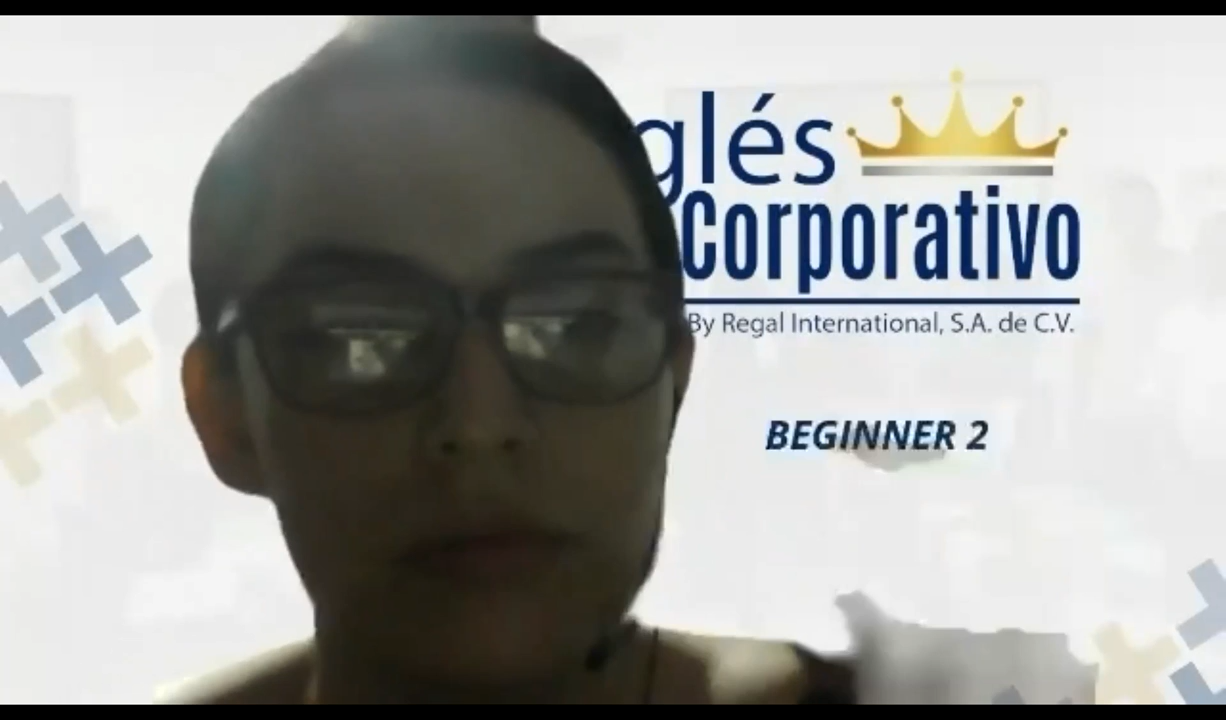 glés
Corporativo
By Regal International, S.A. de C.V.
BEGINNER 2